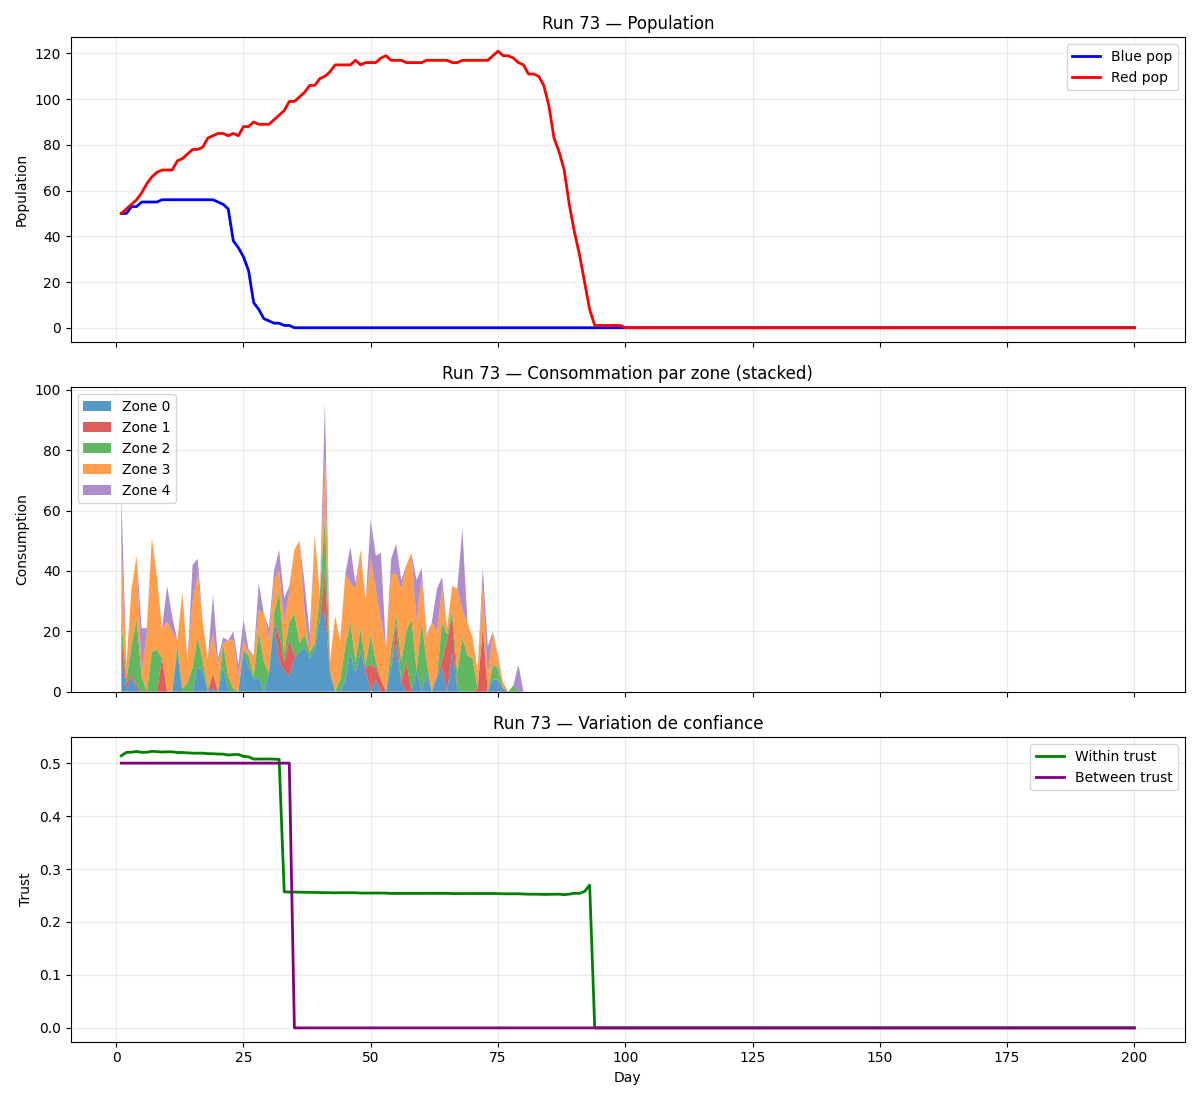 Run 73 — Population
Population
120
100
80
60
40
20
0
Blue pop
Red pop
Run 73 — Consommation par zone (stacked)
Consumption
100
80
60
40
20
0
Zone 0
Zone 1
Zone 2
Zone 3
Zone 4
Run 73 — Variation de confiance
Trust
0.5
0.4
0.3
0.2
0.1
0.0
Within trust
Between trust
0 25 50 75 100 125 150 175 200
Day